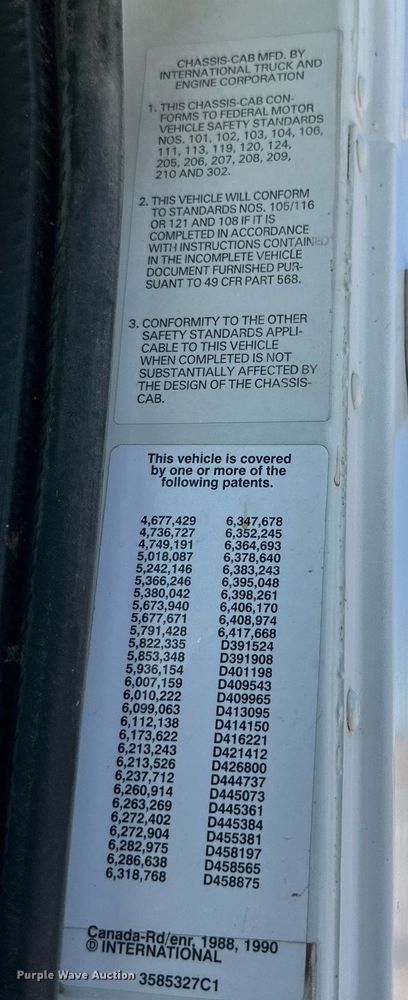 CHASSIS-CAB MFD. BY
INTERNATIONAL TRUCK AND
ENGINE CORPORATION
1. THIS CHASSIS-CAB CON-
FORMS TO FEDERAL MOTOR
VEHICLE SAFETY STANDARDS
NOS. 101, 102, 103, 104, 106,
111, 113, 119, 120, 124,
205, 206, 207, 208, 209,
210 AND 302.
2. THIS VEHICLE WILL CONFORM
TO STANDARDS NOS. 105/116
OR 121 AND 108 IF IT IS
COMPLETED IN ACCORDANCE
WITH INSTRUCTIONS CONTAINED
IN THE INCOMPLETE VEHICLE
DOCUMENT FURNISHED PUR-
SUANT TO 49 CFR PART 568.
3. CONFORMITY TO THE OTHER
SAFETY STANDARDS APPLI-
CABLE TO THIS VEHICLE
WHEN COMPLETED IS NOT
SUBSTANTIALLY AFFECTED BY
THE DESIGN OF THE CHASSIS-
CAB.
This vehicle is covered
by one or more of the
following patents.
4,677,429 6,347,678
4,736,727 6,352,245
4,749,191 6,364,693
5,018,087 6,378,640
5,242,146 6,383,243
5,366,246 6,395,048
5,380,042 6,398,261
5,673,940 6,406,170
5,677,671 6,408,974
5,791,428 6,417,668
5,822,335 D391524
5,853,348 D391908
5,936,154 D401198
6,007,159 D409543
6,010,222 D409965
6,099,063 D413095
6,112,138 D414150
6,173,622 D416221
6,213,243 D421412
6,213,526 D426800
6,237,712 D444737
6,260,914 D445073
6,263,269 D445361
6,272,402 D445384
6,272,904 D455381
6,282,975 D458197
6,286,638 D458565
6,318,768 D458875
Canada-Rd/enr. 1988, 1990
® INTERNATIONAL
3585327C1
Purple Wave Auction